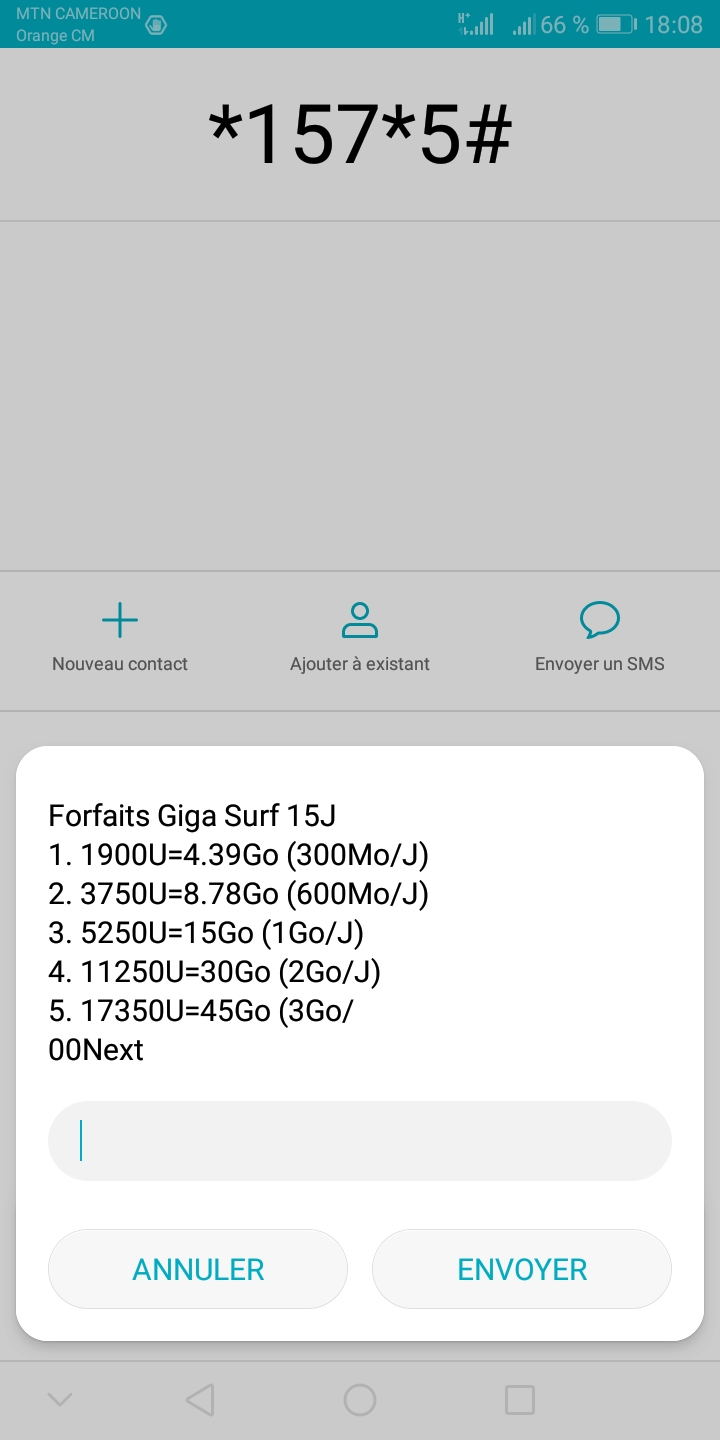 MTN CAMEROON
Orange CM
H+ 66 % 18:08
*157*5#
Nouveau contact
Ajouter à existant
Envoyer un SMS
Forfaits Giga Surf 15J
1. 1900U=4.39Go (300Mo/J)
2. 3750U=8.78Go (600Mo/J)
3. 5250U=15Go (1Go/J)
4. 11250U=30Go (2Go/J)
5. 17350U=45Go (3Go/
00Next
ANNULER
ENVOYER